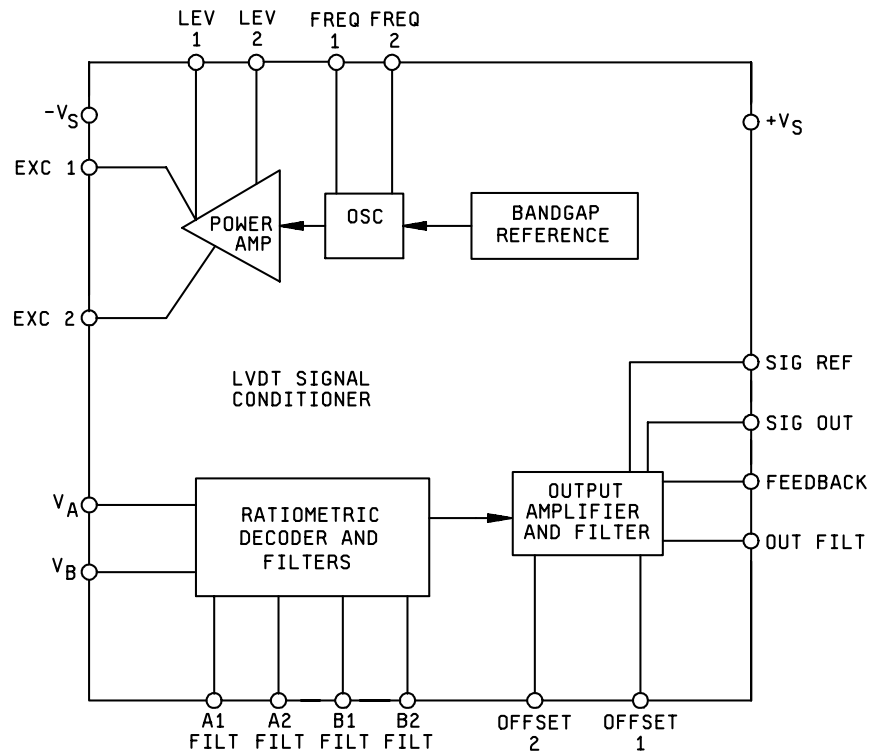 LEV 1
LEV 2
FREQ 1
FREQ 2
-VS
+VS
EXC 1
POWER AMP
OSC
BANDGAP REFERENCE
EXC 2
LVDT SIGNAL
CONDITIONER
SIG REF
SIG OUT
FEEDBACK
OUT FILT
VA
VB
RATIOMETRIC
DECODER AND
FILTERS
OUTPUT
AMPLIFIER
AND FILTER
A1 FILT
A2 FILT
B1 FILT
B2 FILT
OFFSET 2
OFFSET 1